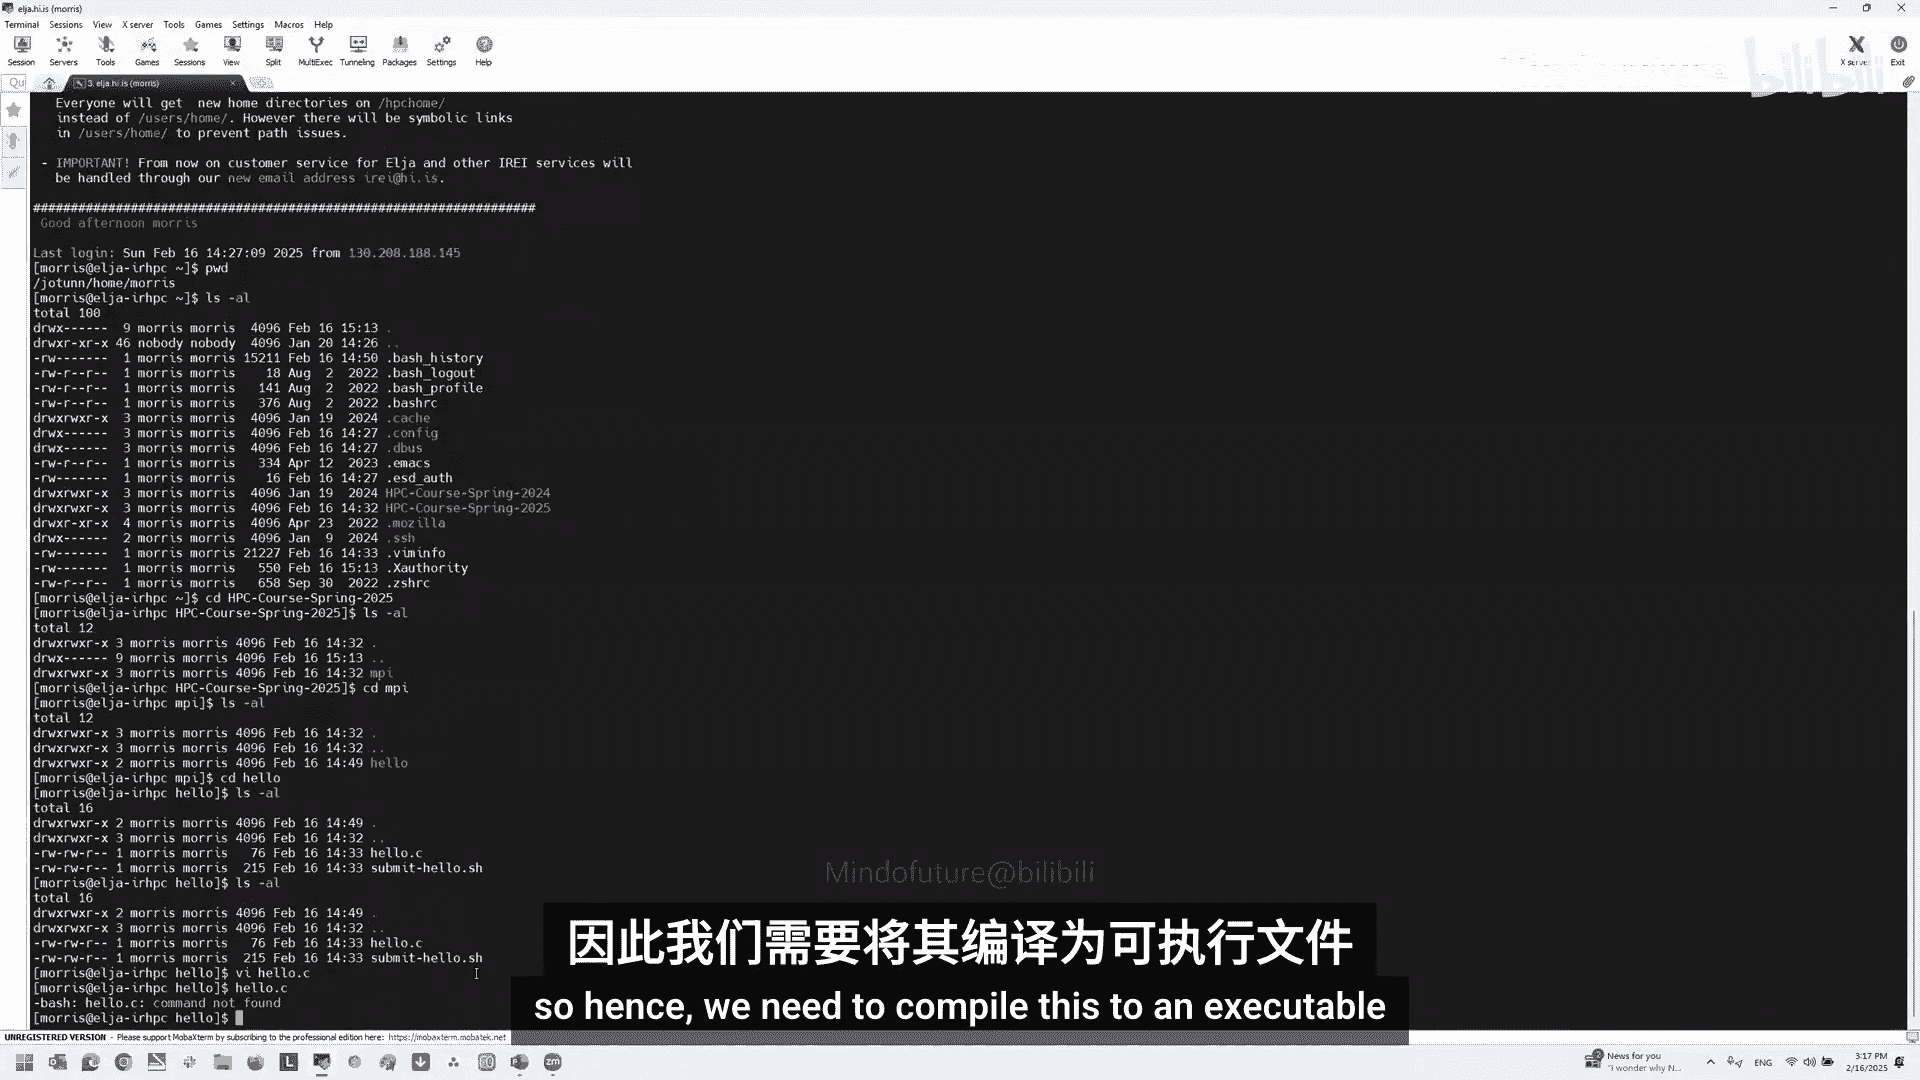 elja.hi.is (morris)
Terminal Sessions View X server Tools Games Settings Macros Help
Session Servers Tools Games Sessions View Split MultiExec Tunneling Packages Settings Help X server Exit
Qu 3. elja.hi.is (morris)
bilibili
Everyone will get  new home directories on /hpchome/
instead of /users/home/. However there will be symbolic links
in /users/home/ to prevent path issues.
- IMPORTANT! From now on customer service for Elja and other IREI services will
be handled through our new email address irei@hi.is.
###################################################################
Good afternoon morris
Last login: Sun Feb 16 14:27:09 2025 from 130.208.188.145
[morris@elja-irhpc ~]$ pwd
/jotunn/home/morris
[morris@elja-irhpc ~]$ ls -al
total 100
drwx------  9 morris morris  4096 Feb 16 15:13 .
drwxr-xr-x 46 nobody nobody  4096 Jan 20 14:26 ..
-rw-------  1 morris morris 15211 Feb 16 14:50 .bash_history
-rw-r--r--  1 morris morris    18 Aug  2  2022 .bash_logout
-rw-r--r--  1 morris morris   141 Aug  2  2022 .bash_profile
-rw-r--r--  1 morris morris   376 Aug  2  2022 .bashrc
drwxrwxr-x  3 morris morris  4096 Jan 19  2024 .cache
drwx------  3 morris morris  4096 Feb 16 14:27 .config
drwx------  3 morris morris  4096 Feb 16 14:27 .dbus
-rw-r--r--  1 morris morris   334 Apr 12  2023 .emacs
-rw-------  1 morris morris    16 Feb 16 14:27 .esd_auth
drwxrwxr-x  3 morris morris  4096 Jan 19  2024 HPC-Course-Spring-2024
drwxrwxr-x  3 morris morris  4096 Feb 16 14:32 HPC-Course-Spring-2025
drwxr-xr-x  4 morris morris  4096 Apr 23  2022 .mozilla
drwx------  2 morris morris  4096 Jan  9  2024 .ssh
-rw-------  1 morris morris 21227 Feb 16 14:33 .viminfo
-rw-------  1 morris morris   550 Feb 16 15:13 .Xauthority
-rw-r--r--  1 morris morris   658 Sep 30  2022 .zshrc
[morris@elja-irhpc ~]$ cd HPC-Course-Spring-2025
[morris@elja-irhpc HPC-Course-Spring-2025]$ ls -al
total 12
drwxrwxr-x 3 morris morris 4096 Feb 16 14:32 .
drwx------ 9 morris morris 4096 Feb 16 15:13 ..
drwxrwxr-x 3 morris morris 4096 Feb 16 14:32 mpi
[morris@elja-irhpc HPC-Course-Spring-2025]$ cd mpi
[morris@elja-irhpc mpi]$ ls -al
total 12
drwxrwxr-x 3 morris morris 4096 Feb 16 14:32 .
drwxrwxr-x 3 morris morris 4096 Feb 16 14:32 ..
drwxrwxr-x 2 morris morris 4096 Feb 16 14:49 hello
[morris@elja-irhpc mpi]$ cd hello
[morris@elja-irhpc hello]$ ls -al
total 16
drwxrwxr-x 2 morris morris 4096 Feb 16 14:49 .
drwxrwxr-x 3 morris morris 4096 Feb 16 14:32 ..
-rw-rw-r-- 1 morris morris   76 Feb 16 14:33 hello.c
-rw-rw-r-- 1 morris morris  215 Feb 16 14:33 submit-hello.sh
[morris@elja-irhpc hello]$ ls -al
total 16
drwxrwxr-x 2 morris morris 4096 Feb 16 14:49 .
drwxrwxr-x 3 morris morris 4096 Feb 16 14:32 ..
-rw-rw-r-- 1 morris morris   76 Feb 16 14:33 hello.c
-rw-rw-r-- 1 morris morris  215 Feb 16 14:33 submit-hello.sh
[morris@elja-irhpc hello]$ vi hello.c
[morris@elja-irhpc hello]$ hello.c
-bash: hello.c: command not found
[morris@elja-irhpc hello]$
Mindofuture@bilibili
因此我们需要将其编译为可执行文件
so hence, we need to compile this to an executable
UNREGISTERED VERSION - Please support MobaXterm by subscribing to the professional edition here: https://mobaxterm.mobatek.net
News for you
"I wonder why N...
ENG
3:17 PM
2/16/2025